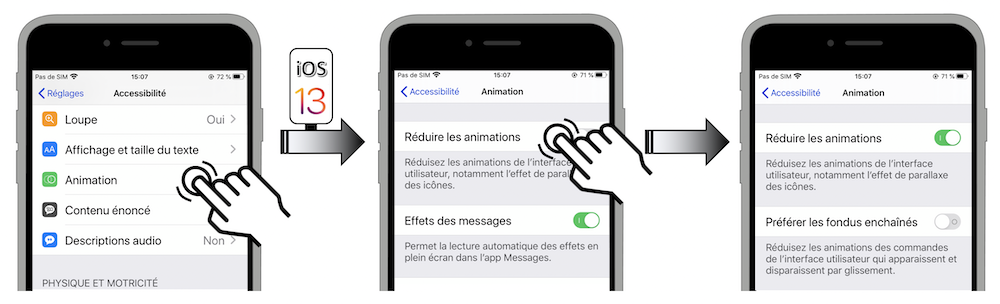 Pas de SIM 15:07 72 %
Réglages Accessibilité
Loupe Oui
AA Affichage et taille du texte
Animation
Contenu énoncé
Descriptions audio Non
PHYSIQUE ET MOTRICITÉ
iOS
13
Pas de SIM 15:07 71 %
Accessibilité Animation
Réduire les animations
Réduisez les animations de l'interface
utilisateur, notamment l'effet de parallaxe
des icônes.
Effets des messages
Permet la lecture automatique des effets en
plein écran dans l'app Messages.
Pas de SIM 15:07 71 %
Accessibilité Animation
Réduire les animations
Réduisez les animations de l'interface
utilisateur, notamment l'effet de parallaxe
des icônes.
Préférer les fondus enchaînés
Réduisez les animations des commandes
de l'interface utilisateur qui apparaissent et
disparaissent par glissement.